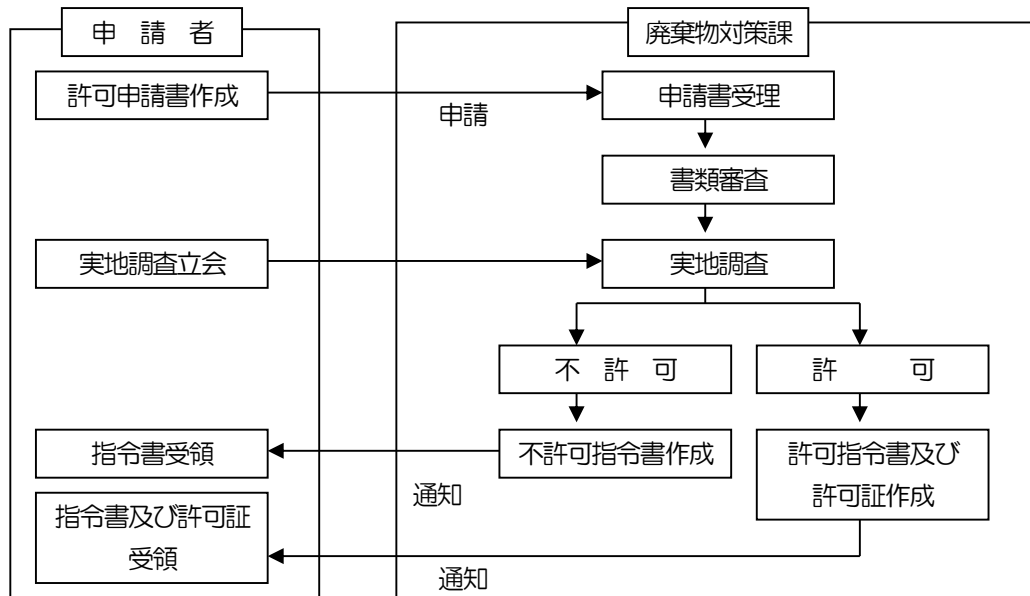 申　請　者
廃棄物対策課
許可申請書作成
申請
申請書受理
書類審査
実地調査立会
実地調査
不　許　可
許　　　可
指令書受領
通知
不許可指令書作成
許可指令書及び
許可証作成
指令書及び許可証
受領
通知